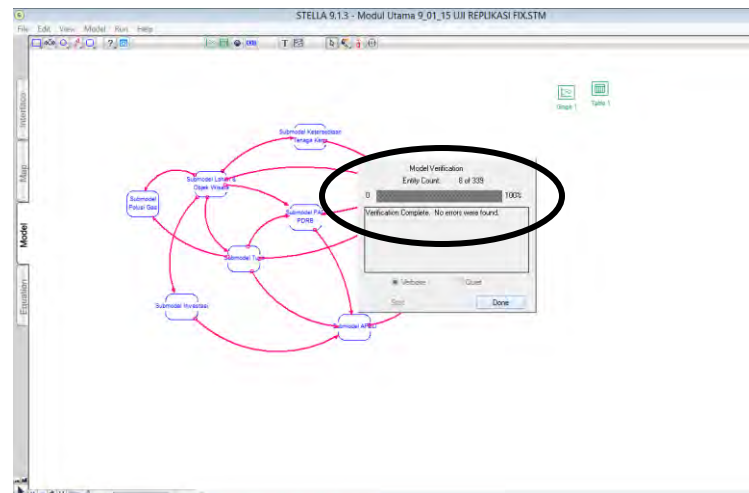 STELLA 9.1.3 - Modul Utama 9_01_15 UJI REPLIKASI FIX.STM
File Edit View Model Run Help
T
Interface
Map
Model
Equation
Graph 1
Table 1
Submodel Ketersediaan
Tenaga Kerja
Submodel Lahan &
Objek Wisata
Submodel
Polusi Gas
Submodel
PDRB
Submodel
Submodel Investasi
Submodel
Model Verification
Entity Count: 8 of 339
0
100%
Verification Complete. No errors were found.
Verbose
Quiet
Stop
Done